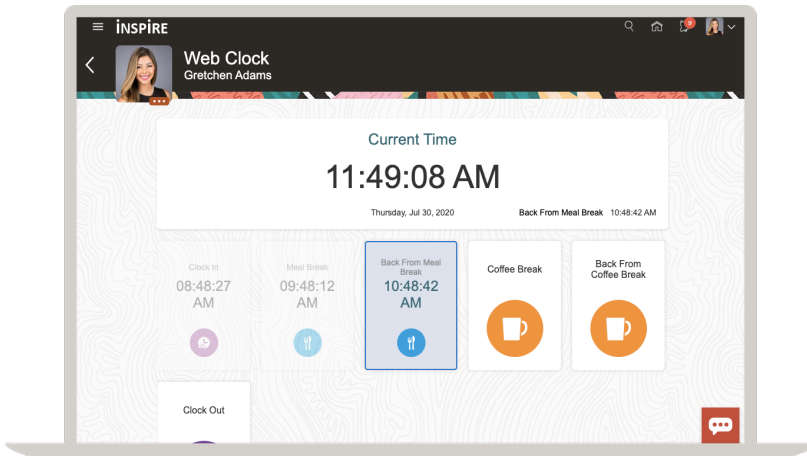 iNSPiRE
9
Web Clock
Gretchen Adams
Current Time
11:49:08 AM
Thursday, Jul 30, 2020
Back From Meal Break 10:48:42 AM
Clock In
08:48:27
AM
Meal Break
09:48:12
AM
Back From Meal
Break
10:48:42
AM
Coffee Break
Back From
Coffee Break
Clock Out